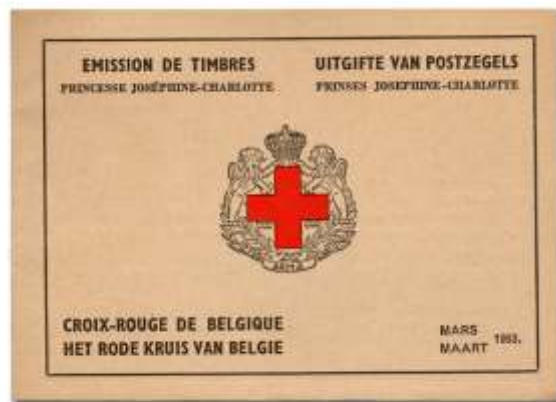 EMISSION DE TIMBRES
PRINCESSE JOSÉPHINE-CHARLOTTE
UITGIFTE VAN POSTZEGELS
PRINSES JOSEPHINE-CHARLOTTE
CROIX-ROUGE DE BELGIQUE
HET RODE KRUIS VAN BELGIE
MARS
MAART 1953.